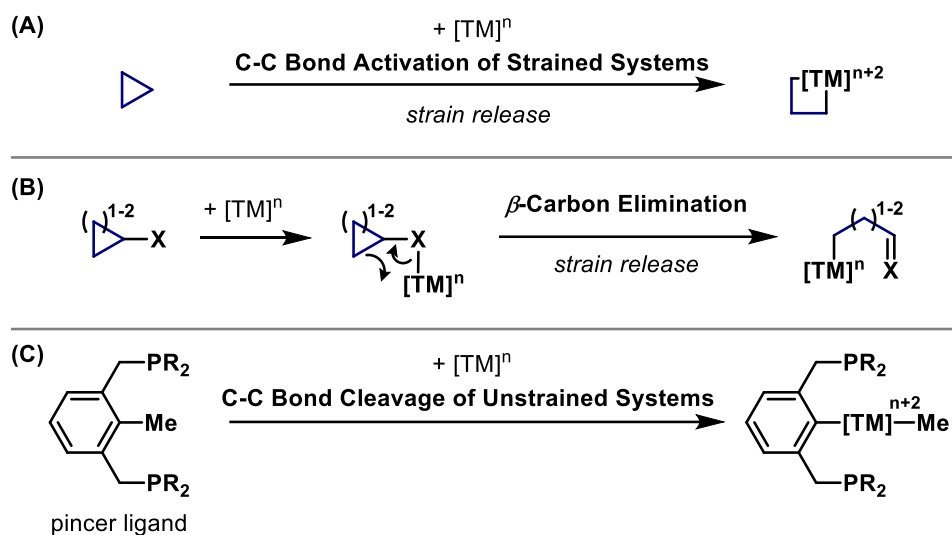 (A)
+ [TM]ⁿ
C-C Bond Activation of Strained Systems
strain release
[TM]ⁿ⁺²
(B)
( )1-2
X
+ [TM]ⁿ
( )1-2
X
[TM]ⁿ
β-Carbon Elimination
strain release
( )1-2
[TM]ⁿ
X
(C)
PR₂
Me
PR₂
pincer ligand
+ [TM]ⁿ
C-C Bond Cleavage of Unstrained Systems
PR₂
[TM]ⁿ⁺²–Me
PR₂